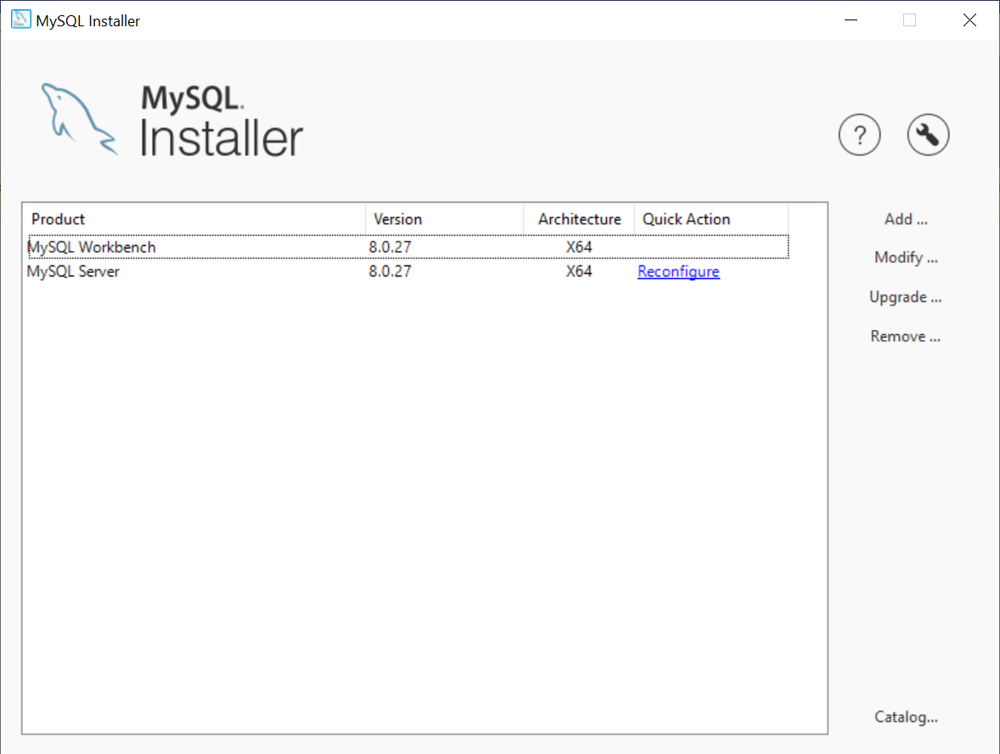 MySQL Installer
MySQL.
Installer
?
Product Version Architecture Quick Action
MySQL Workbench 8.0.27 X64
MySQL Server 8.0.27 X64 Reconfigure
Add ...
Modify ...
Upgrade ...
Remove ...
Catalog...